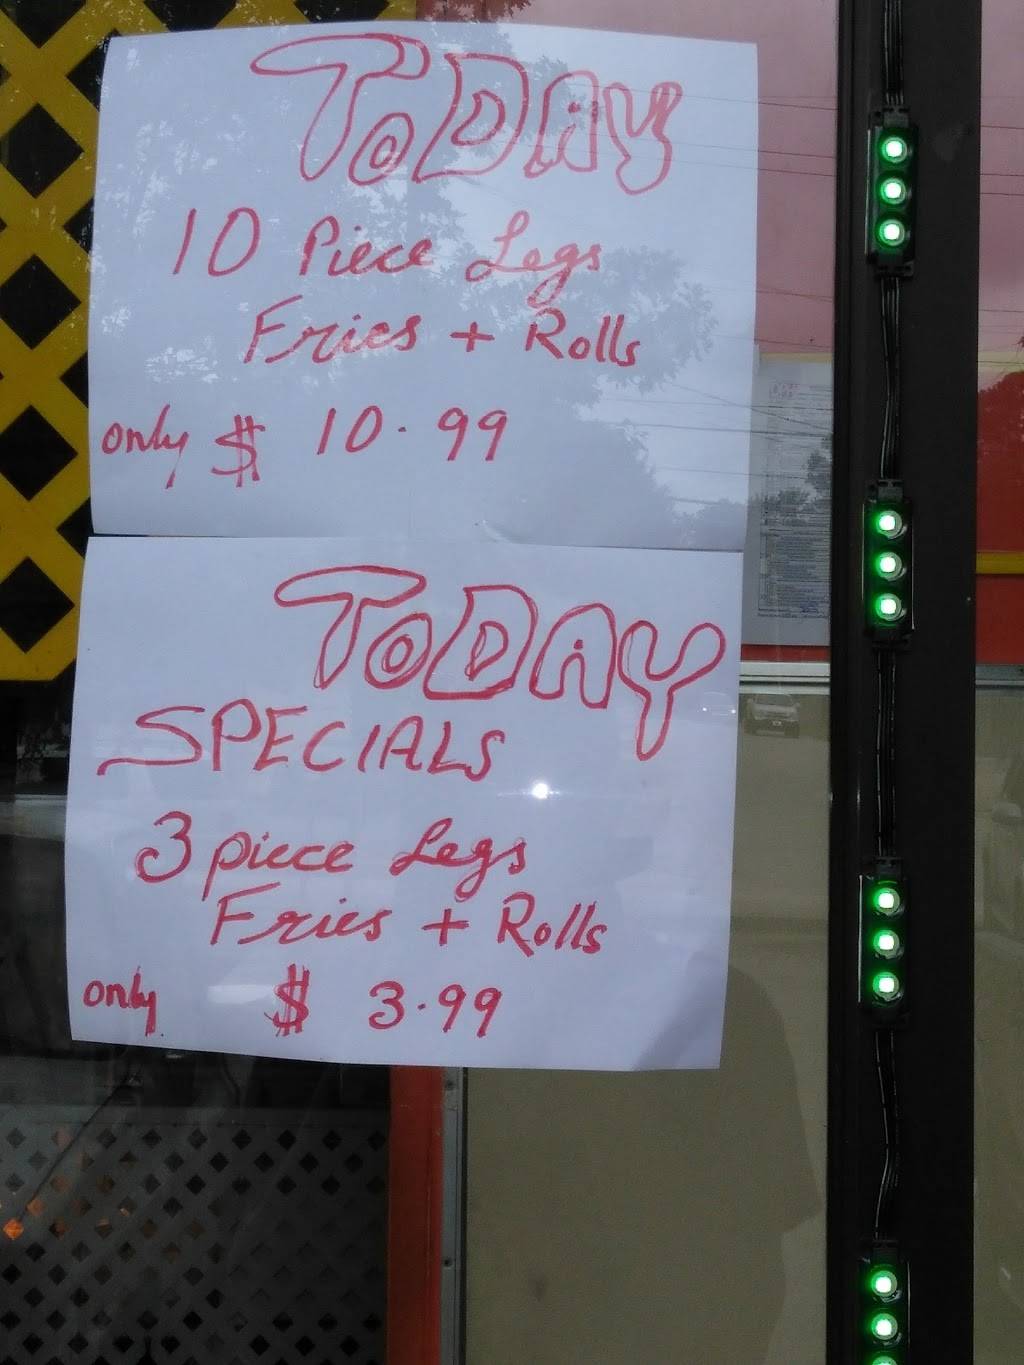 TODAY
10 Piece Legs
Fries + Rolls
only $ 10.99
TODAY
SPECIALS
3 piece Legs
Fries + Rolls
only $ 3.99